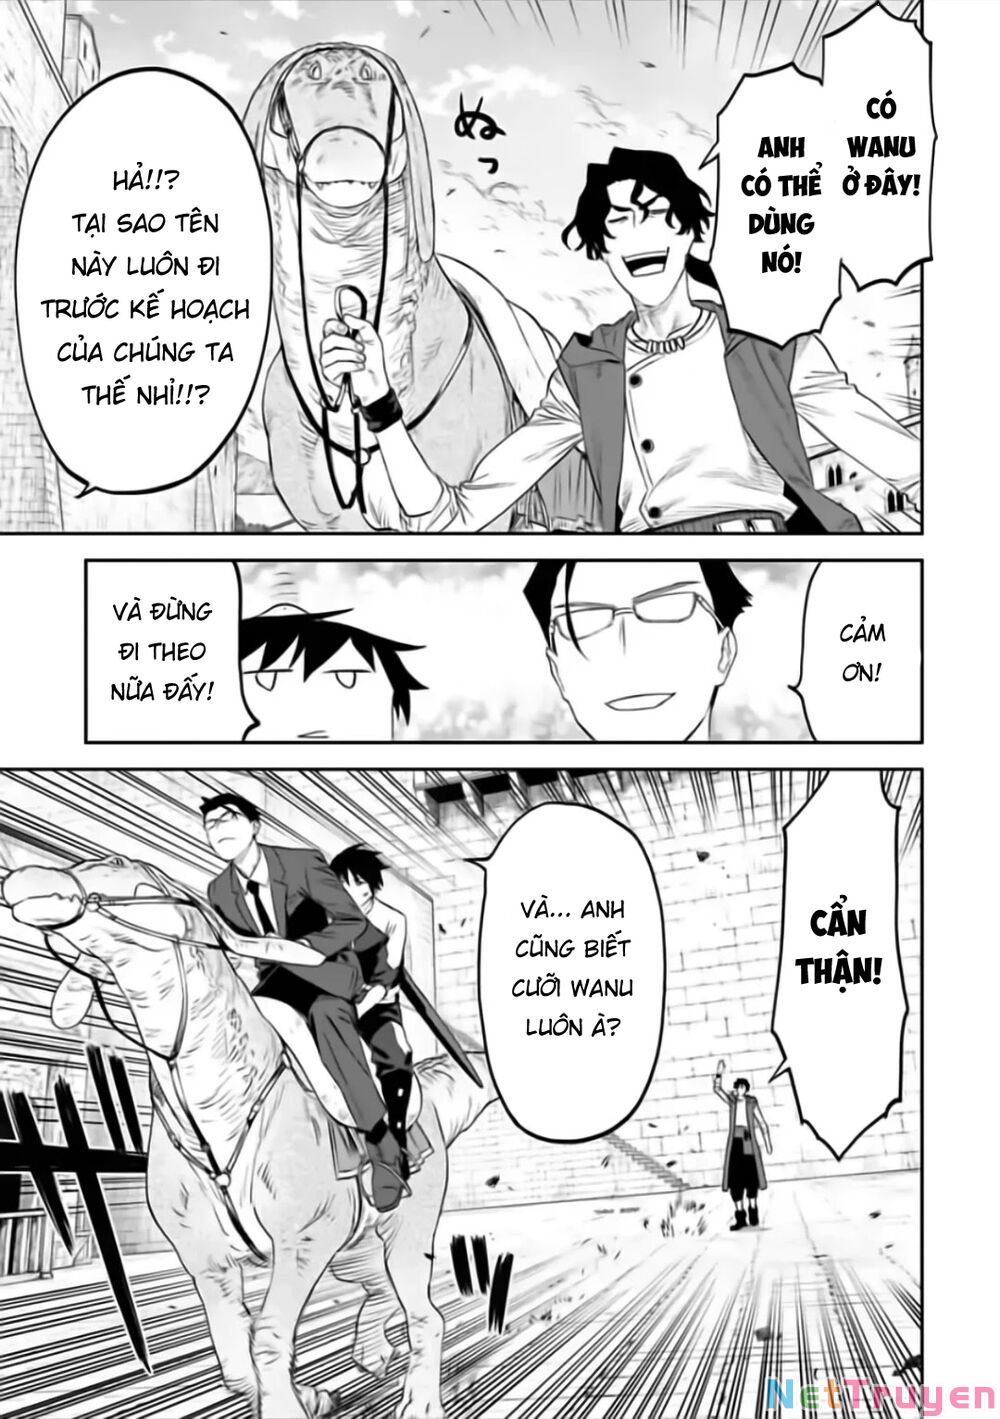 CÓ
WANU
Ở ĐÂY!
ANH
CÓ THỂ
DÙNG
NÓ!
ぬっ
HẢ!!?
TẠI SAO TÊN
NÀY LUÔN ĐI
TRƯỚC KẾ HOẠCH
CỦA CHÚNG TA
THẾ NHỈ!!?
CẢM
ƠN!
VÀ ĐỪNG
ĐI THEO
NỮA ĐẤY!
CẨN
THẬN!
VÀ... ANH
CŨNG BIẾT
CƯỠI WANU
LUÔN À?
NetTruyen